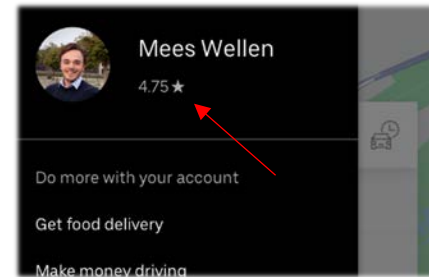 Mees Wellen
4.75★
Do more with your account
Get food delivery
Make money driving